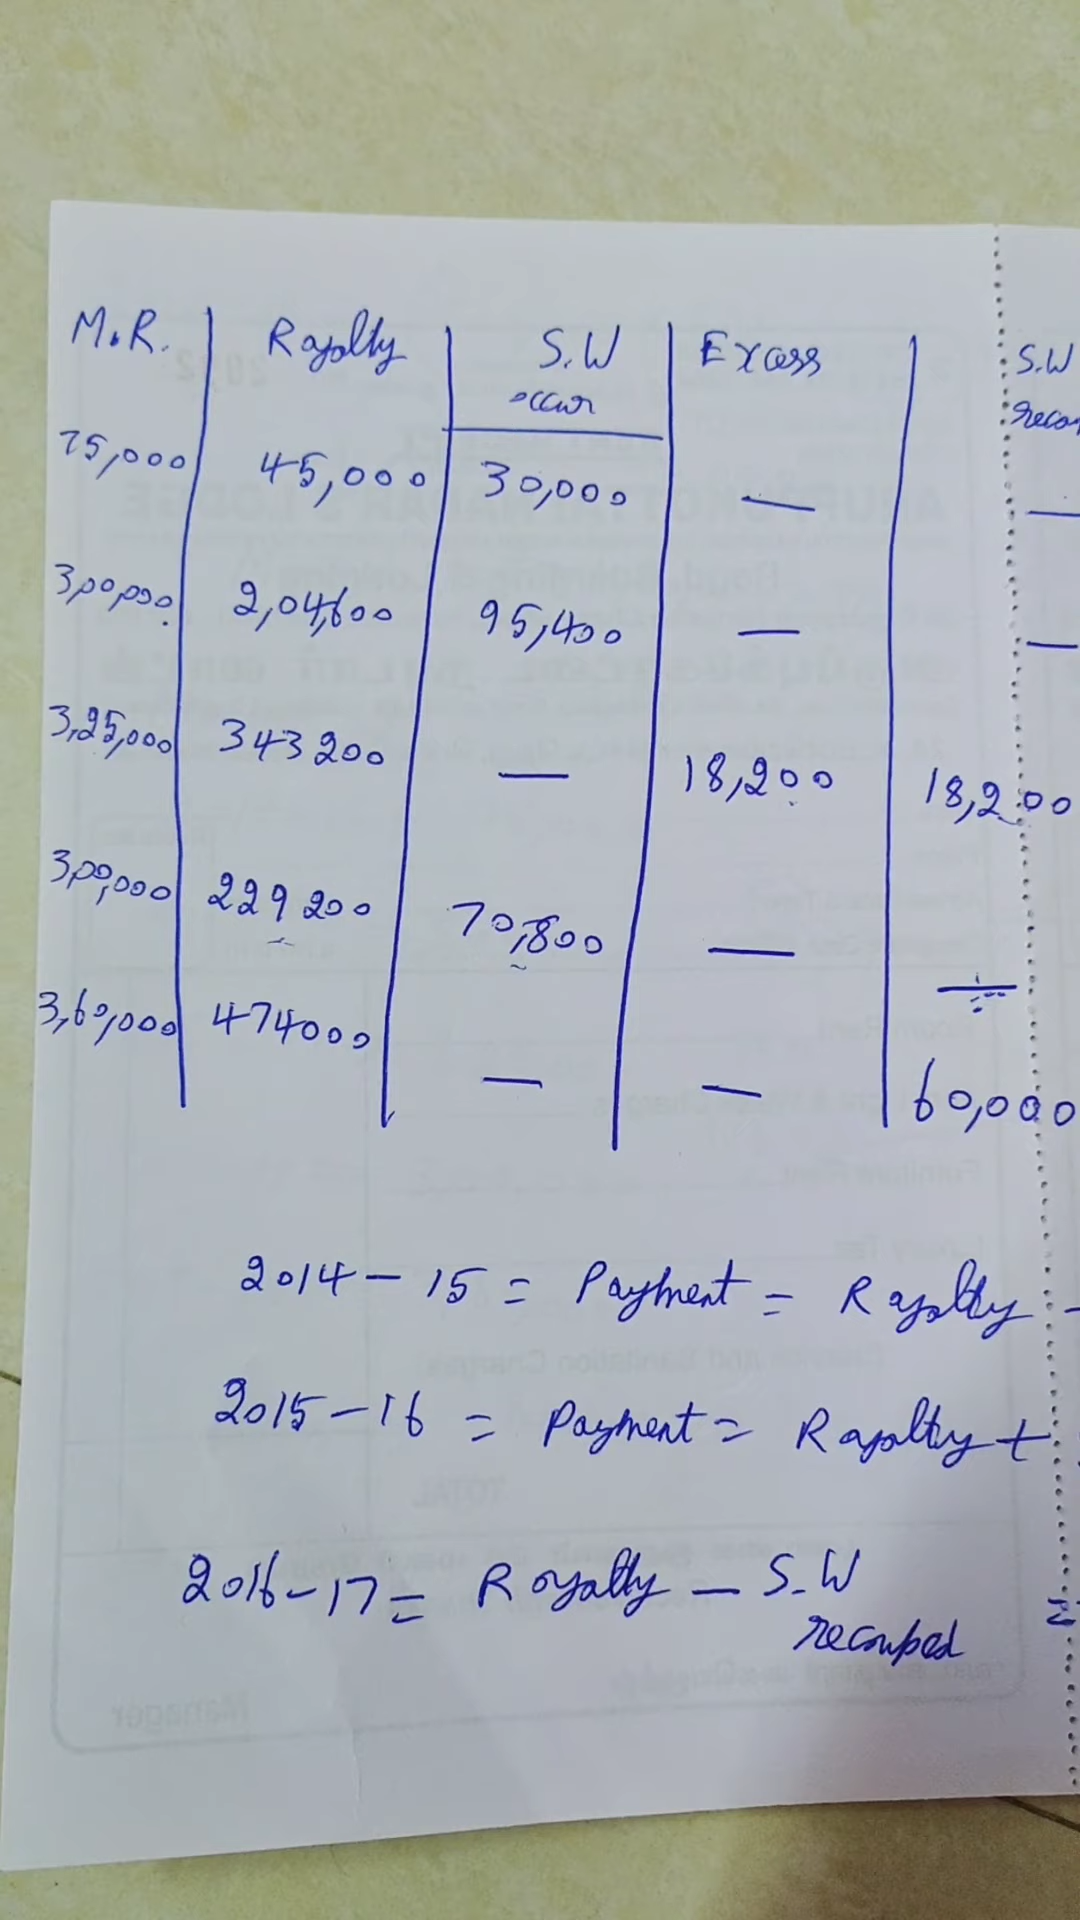 M.R. Royalty S.W Excess S.W
occur
75,000 45,000 30,000 —  —
3,00,000 2,04,600 95,400 — —
3,25,000 343200 — 18,200 18,200
3,00,000 229200 70,800 — —
3,60,000 474000 — — 60,000
2014-15 = Payment = Royalty -
2015-16 = Payment = Royalty +
2016-17 = Royalty - S.W =
recouped